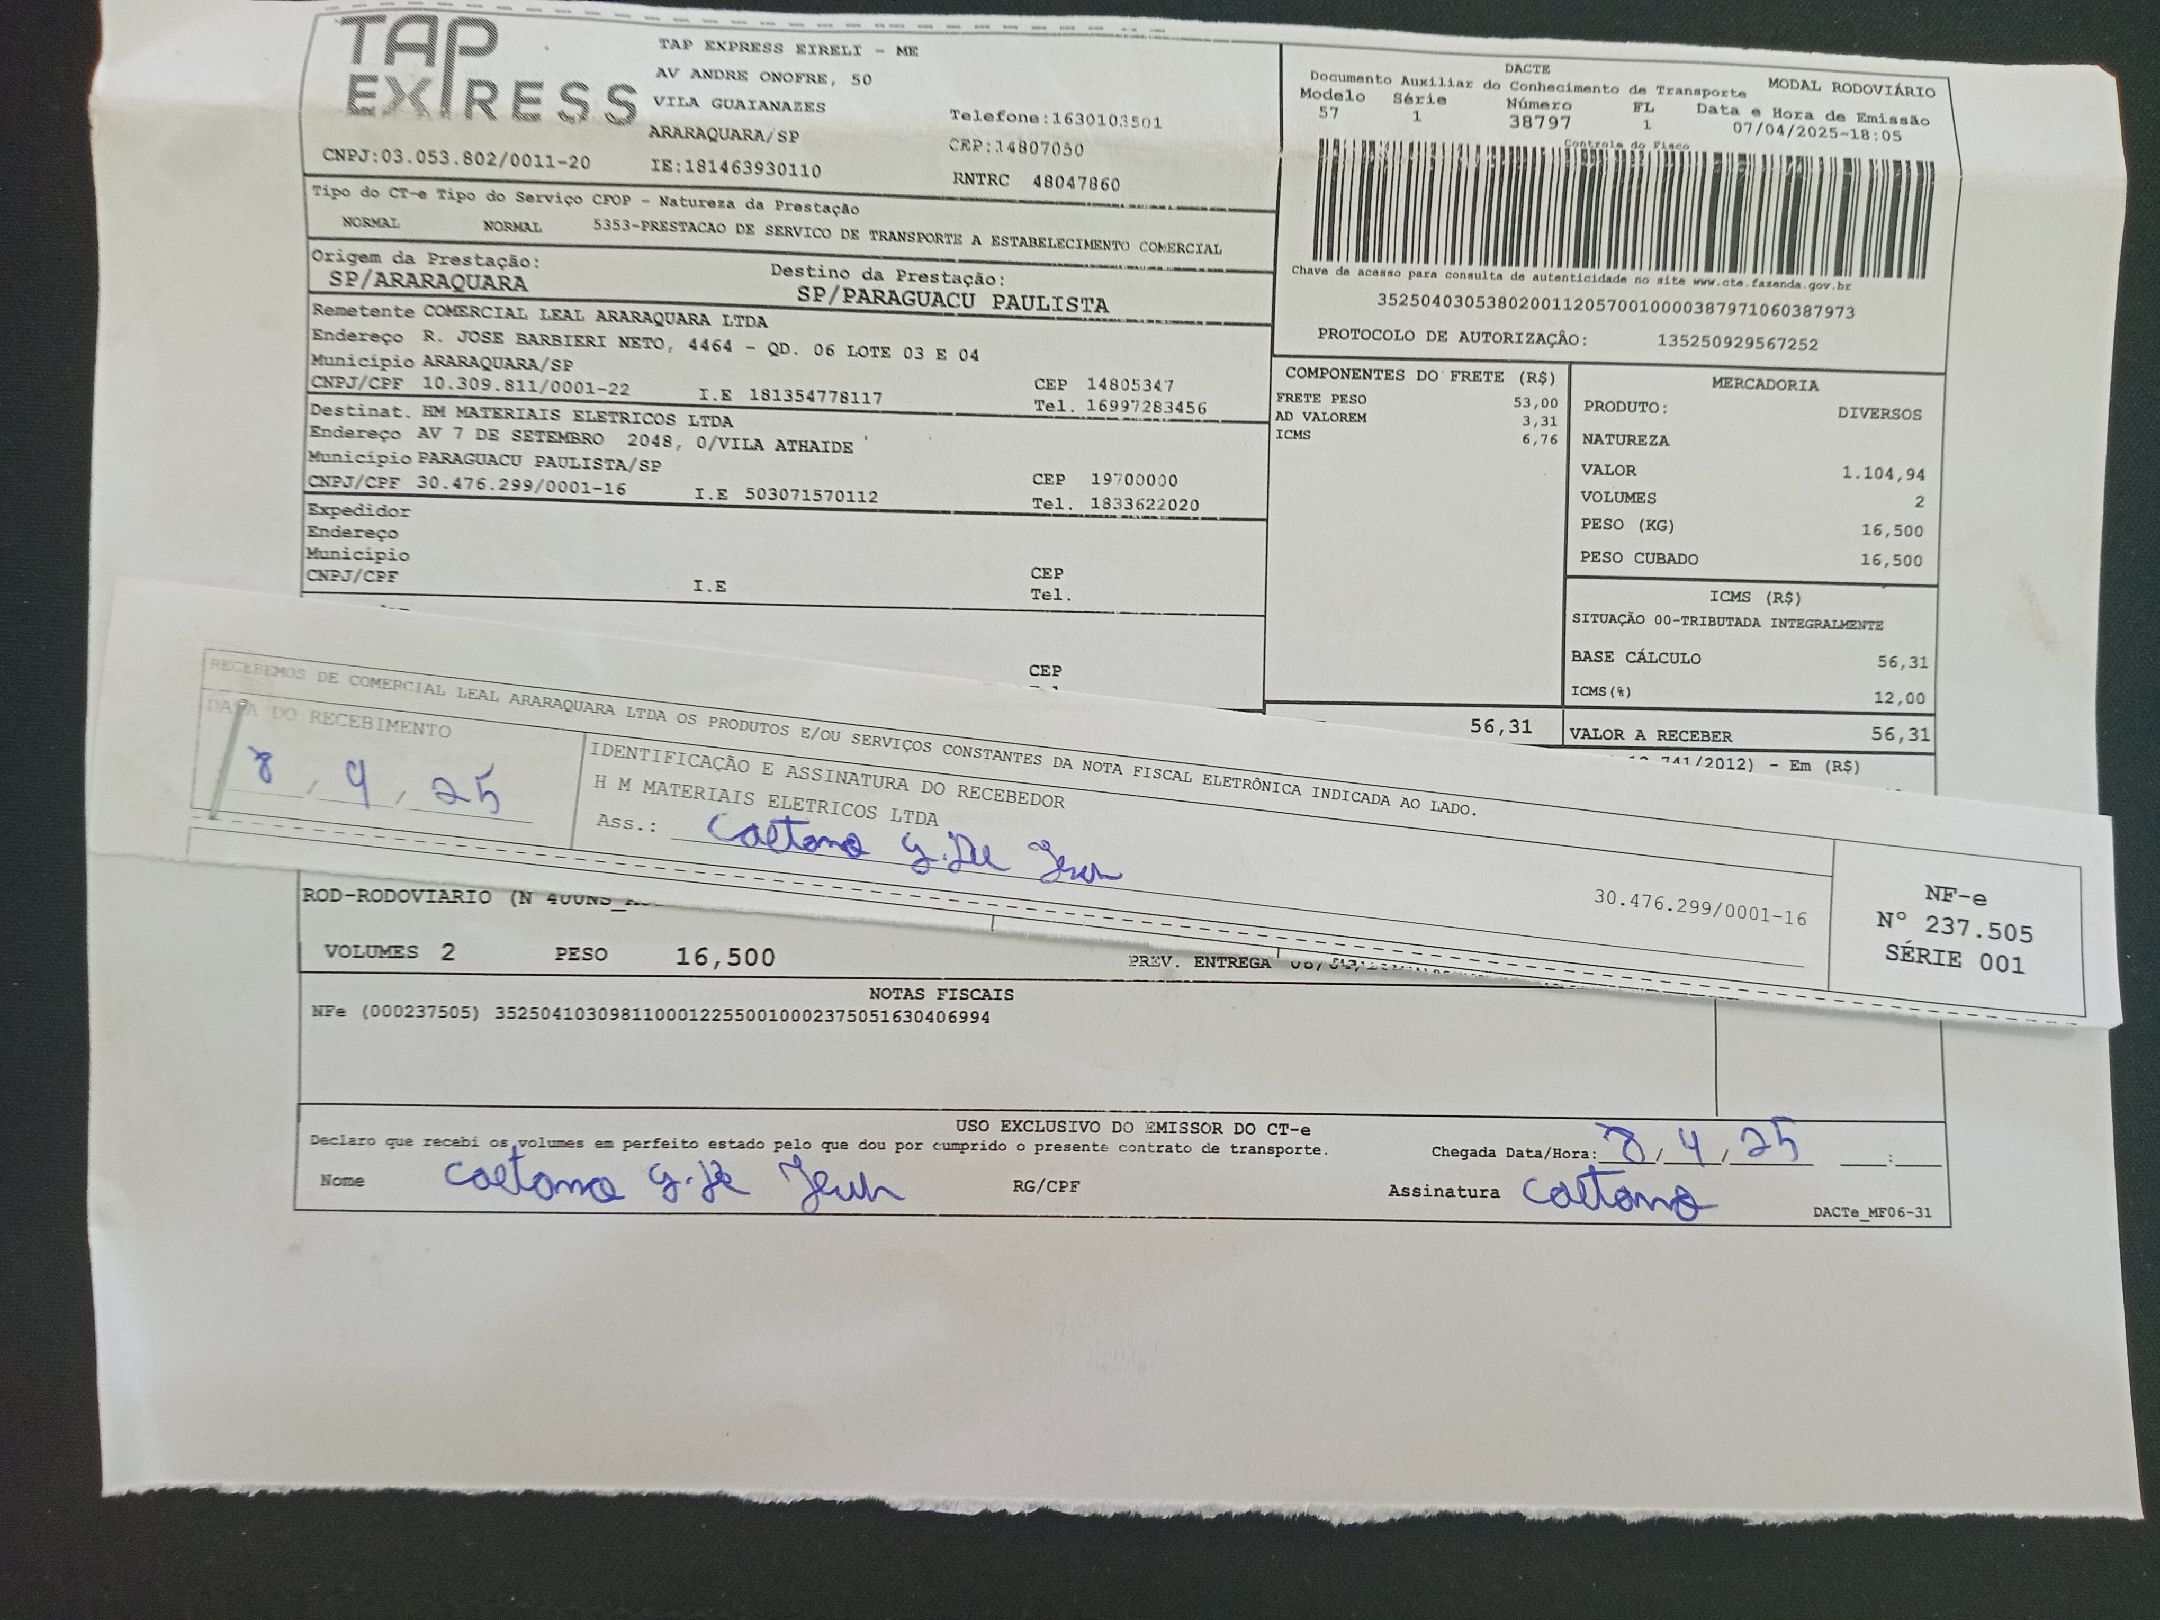 TAP EXPRESS
TAP EXPRESS EIRELI - ME
AV ANDRE ONOFRE, 50
VILA GUAIANAZES
ARARAQUARA/SP
Telefone:1630103501
CEP:14807050
CNPJ:03.053.802/0011-20
IE:181463930110
RNTRC 48047860
DACTE
Documento Auxiliar do Conhecimento de Transporte
MODAL RODOVIÁRIO
Modelo Série Número FL Data e Hora de Emissão
57 1 38797 1 07/04/2025-18:05
Controle do Fisco
Chave de acesso para consulta de autenticidade no site www.cte.fazenda.gov.br
35250403053802001120570010000387971060387973
PROTOCOLO DE AUTORIZAÇÂO: 135250929567252
Tipo do CT-e Tipo do Serviço CFOP - Natureza da Prestação
NORMAL NORMAL 5353-PRESTACAO DE SERVICO DE TRANSPORTE A ESTABELECIMENTO COMERCIAL
Origem da Prestação: Destino da Prestação:
SP/ARARAQUARA SP/PARAGUACU PAULISTA
Remetente COMERCIAL LEAL ARARAQUARA LTDA
Endereço R. JOSE BARBIERI NETO, 4464 - QD. 06 LOTE 03 E 04
Município ARARAQUARA/SP CEP 14805347
CNPJ/CPF 10.309.811/0001-22 I.E 181354778117 Tel. 16997283456
Destinat. HM MATERIAIS ELETRICOS LTDA
Endereço AV 7 DE SETEMBRO 2048, 0/VILA ATHAIDE
Município PARAGUACU PAULISTA/SP CEP 19700000
CNPJ/CPF 30.476.299/0001-16 I.E 503071570112 Tel. 1833622020
Expedidor
Endereço
Município CEP
CNPJ/CPF I.E Tel.
CEP
COMPONENTES DO FRETE (R$)
FRETE PESO 53,00
AD VALOREM 3,31
ICMS 6,76
56,31
MERCADORIA
PRODUTO: DIVERSOS
NATUREZA
VALOR 1.104,94
VOLUMES 2
PESO (KG) 16,500
PESO CUBADO 16,500
ICMS (R$)
SITUAÇÃO 00-TRIBUTADA INTEGRALMENTE
BASE CÁLCULO 56,31
ICMS(%) 12,00
VALOR A RECEBER 56,31
741/2012) - Em (R$)
RECEBEMOS DE COMERCIAL LEAL ARARAQUARA LTDA OS PRODUTOS E/OU SERVIÇOS CONSTANTES DA NOTA FISCAL ELETRÔNICA INDICADA AO LADO.
DATA DO RECEBIMENTO
8, 4, 25
IDENTIFICAÇÃO E ASSINATURA DO RECEBEDOR
H M MATERIAIS ELETRICOS LTDA
Ass.: Caetano G. De
30.476.299/0001-16
NF-e
N° 237.505
SÉRIE 001
ROD-RODOVIARIO (N
VOLUMES 2 PESO 16,500 PREV. ENTREGA
NOTAS FISCAIS
NFe (000237505) 35250410309811000122550010002375051630406994
USO EXCLUSIVO DO EMISSOR DO CT-e
Declaro que recebi os volumes em perfeito estado pelo que dou por cumprido o presente contrato de transporte.
Chegada Data/Hora: 8/4/25 :
Nome Caetano G. De RG/CPF Assinatura Caetano
DACTe_MF06-31